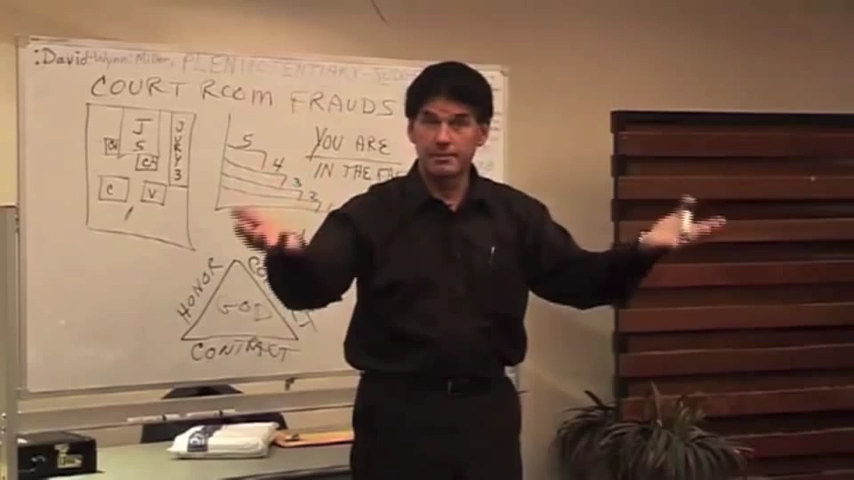 :David-Wynn: Miller, PLENIPOTENTIARY-JUDGE
COURT ROOM FRAUDS
J
S
JURY
3
C
V
5
4
3
2
YOU ARE
IN THE
HONOR
GOD
CONTRACT